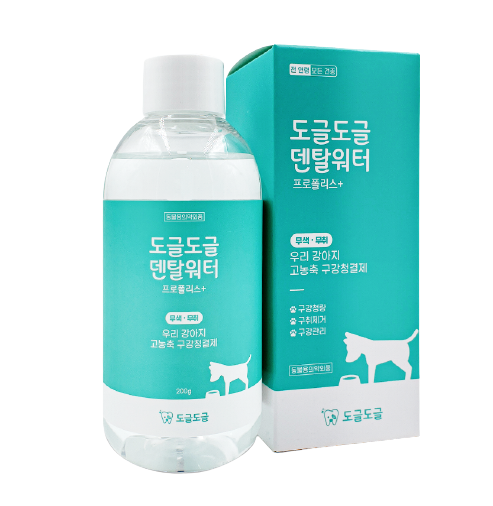 동물용의약외품
도글도글
덴탈워터
프로폴리스+
무색·무취
우리 강아지
고농축 구강청결제
200g
도글도글
전 연령 모든 견종
도글도글
덴탈워터
프로폴리스+
무색·무취
우리 강아지
고농축 구강청결제
구강청량
구취제거
구강관리
동물용의약외품
도글도글